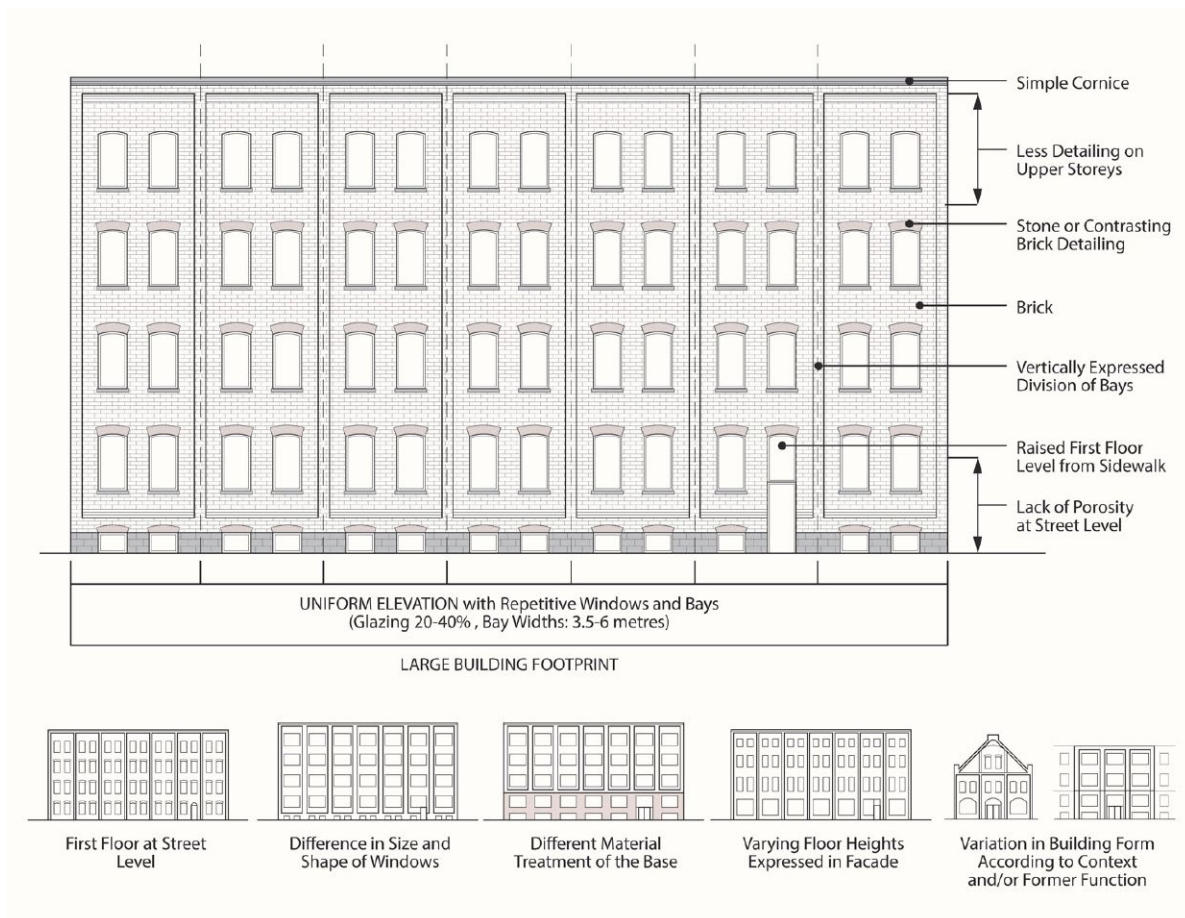 Simple Cornice
Less Detailing on
Upper Storeys
Stone or Contrasting
Brick Detailing
Brick
Vertically Expressed
Division of Bays
Raised First Floor
Level from Sidewalk
Lack of Porosity
at Street Level
UNIFORM ELEVATION with Repetitive Windows and Bays
(Glazing 20-40% , Bay Widths: 3.5-6 metres)
LARGE BUILDING FOOTPRINT
First Floor at Street
Level
Difference in Size and
Shape of Windows
Different Material
Treatment of the Base
Varying Floor Heights
Expressed in Facade
Variation in Building Form
According to Context
and/or Former Function